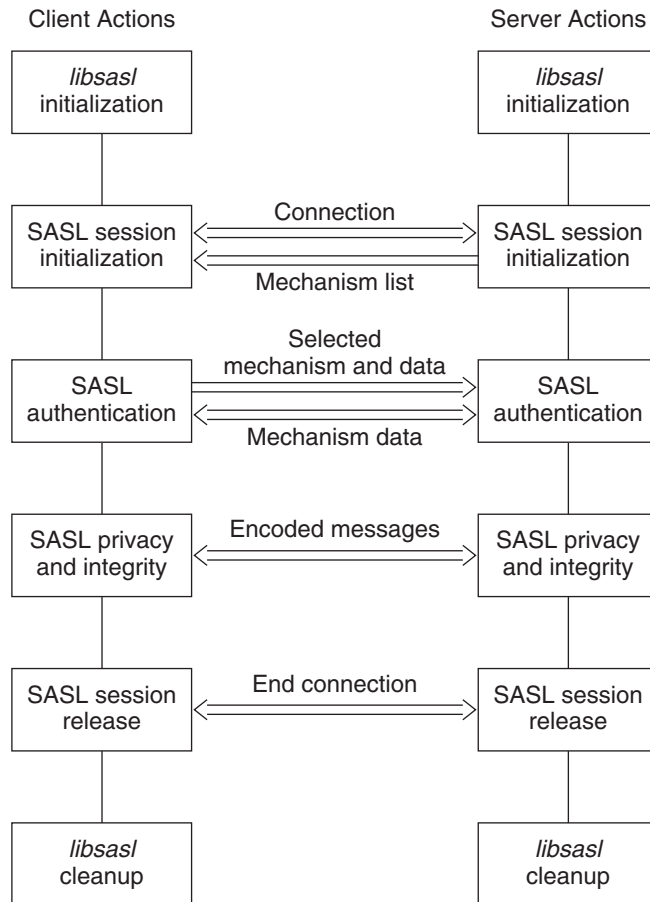 Client Actions
Server Actions
libsasl
initialization
libsasl
initialization
SASL session
initialization
Connection
Mechanism list
SASL session
initialization
SASL
authentication
Selected
mechanism and data
Mechanism data
SASL
authentication
SASL privacy
and integrity
Encoded messages
SASL privacy
and integrity
SASL session
release
End connection
SASL session
release
libsasl
cleanup
libsasl
cleanup